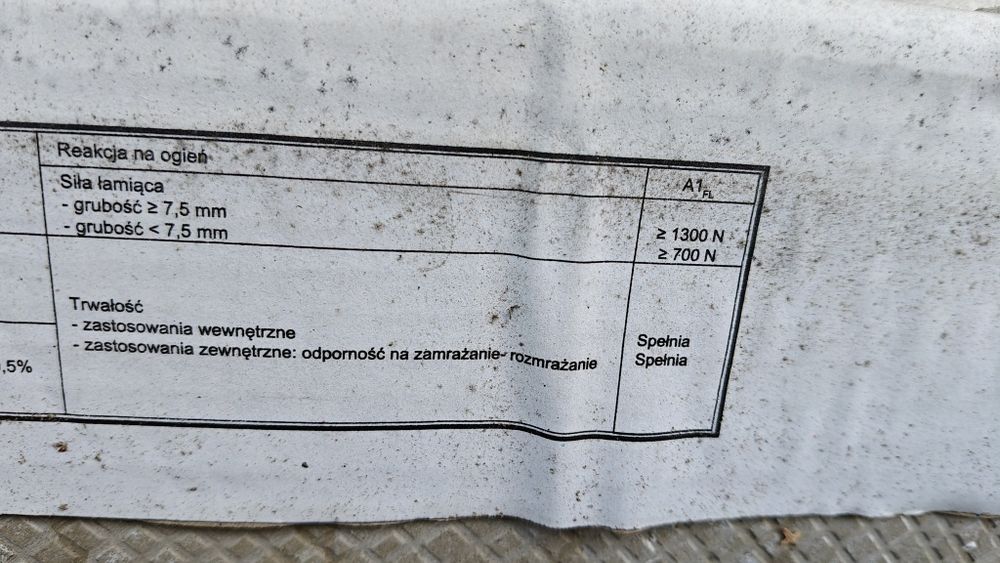 Reakcja na ogień
A1FL
Siła łamiąca
- grubość ≥ 7,5 mm
≥ 1300 N
- grubość < 7,5 mm
≥ 700 N
Trwałość
- zastosowania wewnętrzne
Spełnia
- zastosowania zewnętrzne: odporność na zamrażanie- rozmrażanie
Spełnia
,5%